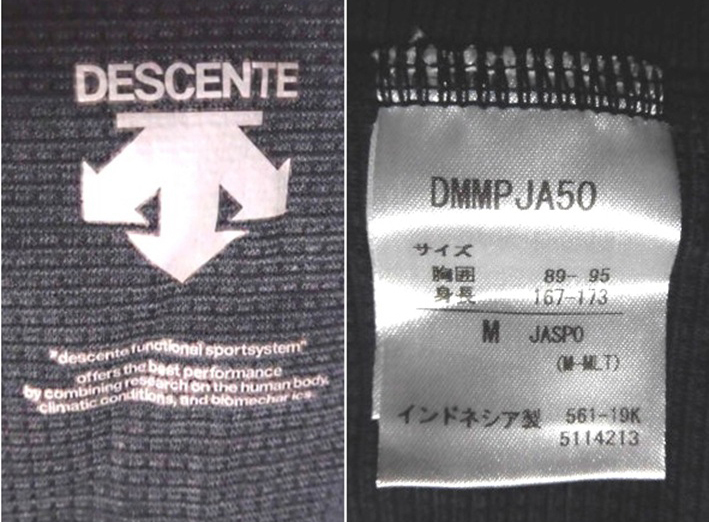 DESCENTE
"descente functional sportsystem"
offers the best performance
by combining research on the human body,
climatic conditions, and biomechanics
DMMPJA50
サイズ
胸囲 89- 95
身長 167-173
M JASPO
(M-MLT)
インドネシア製 561-19K
5114213